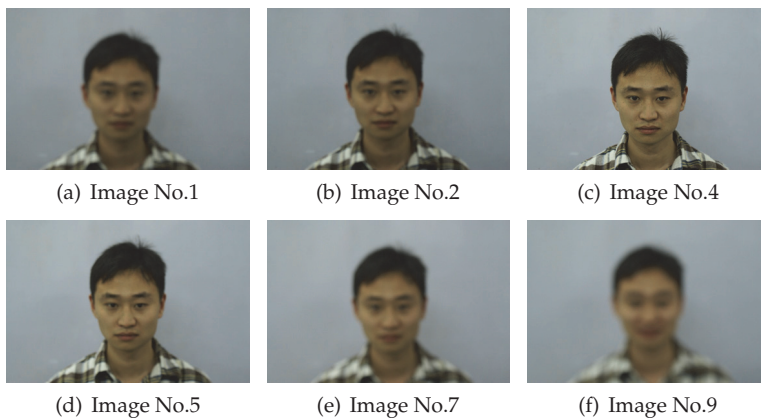 (a) Image No.1
(b) Image No.2
(c) Image No.4
(d) Image No.5
(e) Image No.7
(f) Image No.9